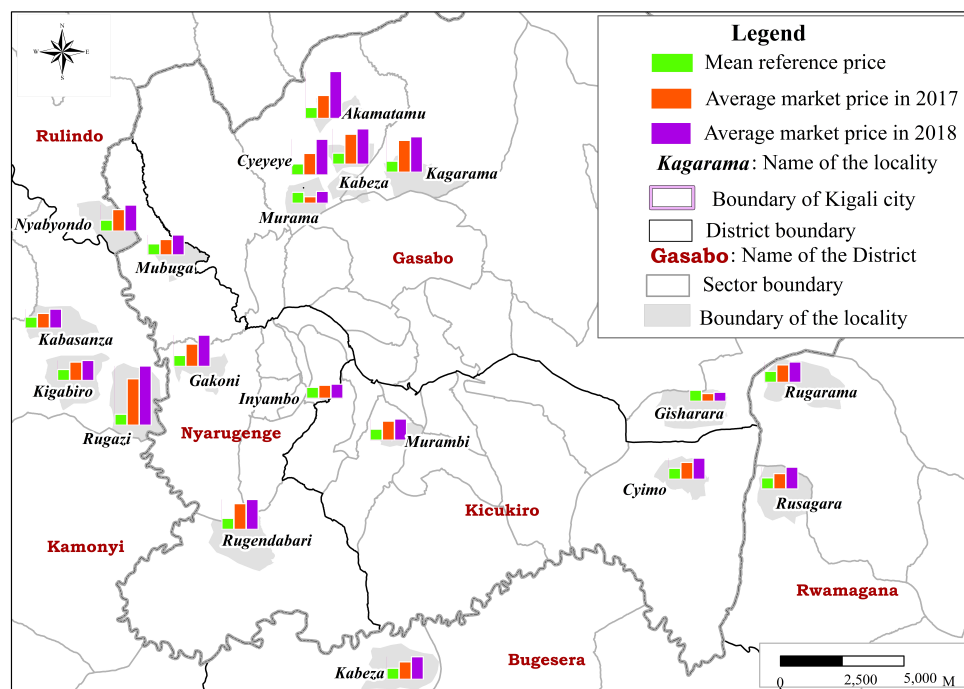 N
W
E
S
Legend
Mean reference price
Average market price in 2017
Average market price in 2018
Kagarama: Name of the locality
Boundary of Kigali city
District boundary
Gasabo: Name of the District
Sector boundary
Boundary of the locality
Akamatamu
Rulindo
Cyeyeye
Kabeza
Kagarama
Murama
Nyabyondo
Gasabo
Mubuga
Kabasanza
Kigabiro
Gakoni
Inyambo
Rugarama
Gisharara
Rugazi
Nyarugenge
Murambi
Cyimo
Rusagara
Kicukiro
Rugendabari
Kamonyi
Rwamagana
Bugesera
Kabeza
0 2,500 5,000 M